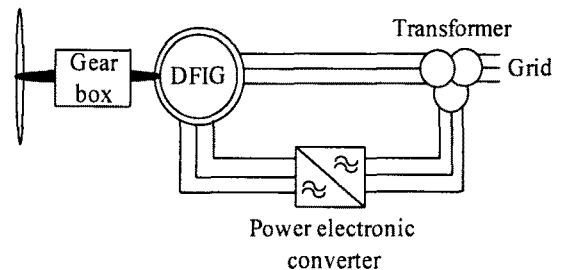 Transformer
Gear
box
DFIG
Grid
Power electronic
converter